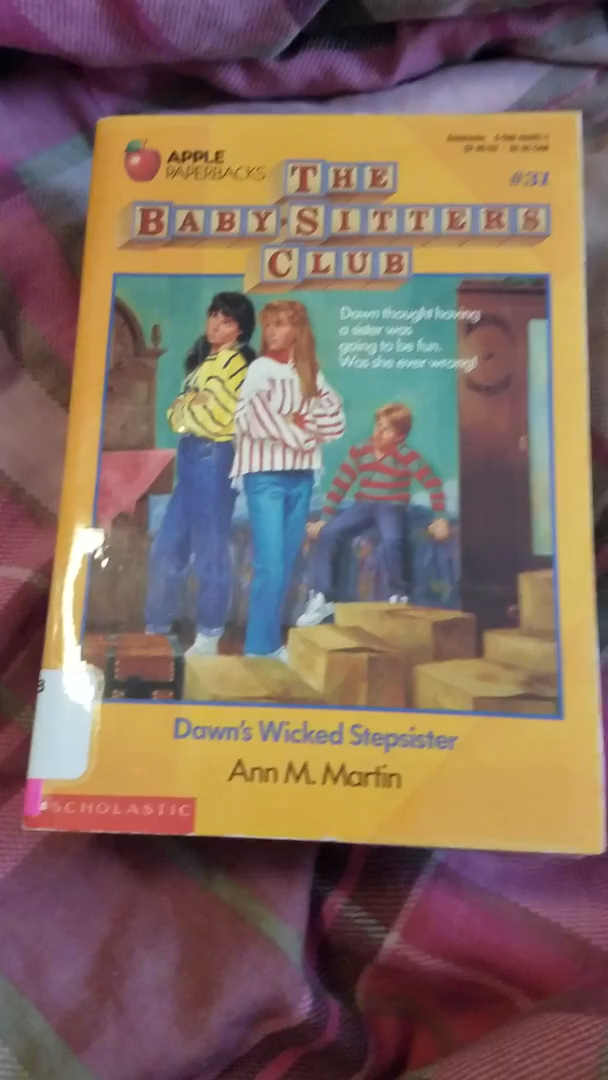 APPLE
PAPERBACKS
THE
BABY-SITTERS
CLUB
#31
Dawn thought having
a sister was
going to be fun.
Was she ever wrong!
Dawn's Wicked Stepsister
Ann M. Martin
SCHOLASTIC